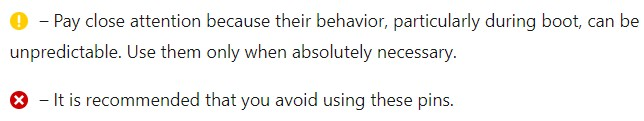 ! – Pay close attention because their behavior, particularly during boot, can be
unpredictable. Use them only when absolutely necessary.
– It is recommended that you avoid using these pins.